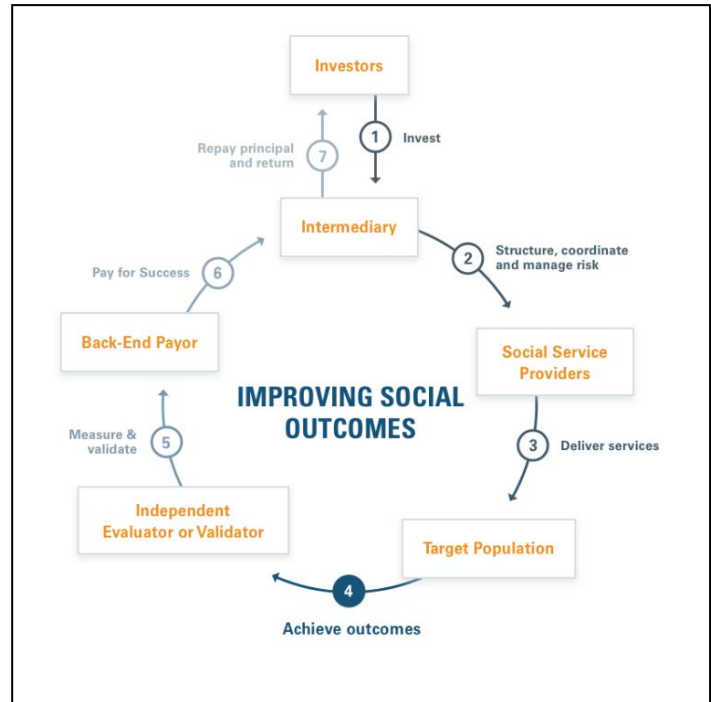 Investors
1
Invest
Repay principal
and return
7
Intermediary
2
Structure, coordinate
and manage risk
Pay for Success
6
Back-End Payor
Social Service
Providers
IMPROVING SOCIAL
OUTCOMES
Measure &
validate
5
3
Deliver services
Independent
Evaluator or Validator
Target Population
4
Achieve outcomes